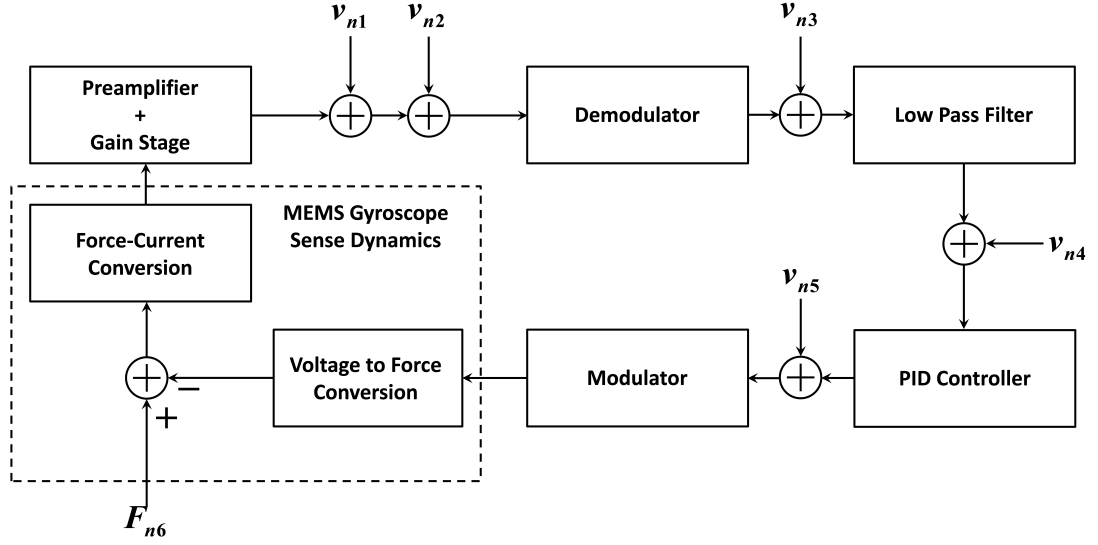 v_n1
v_n2
v_n3
Preamplifier
+
Gain Stage
Demodulator
Low Pass Filter
MEMS Gyroscope
Sense Dynamics
Force-Current
Conversion
v_n4
v_n5
Voltage to Force
Conversion
Modulator
PID Controller
−
+
F_n6